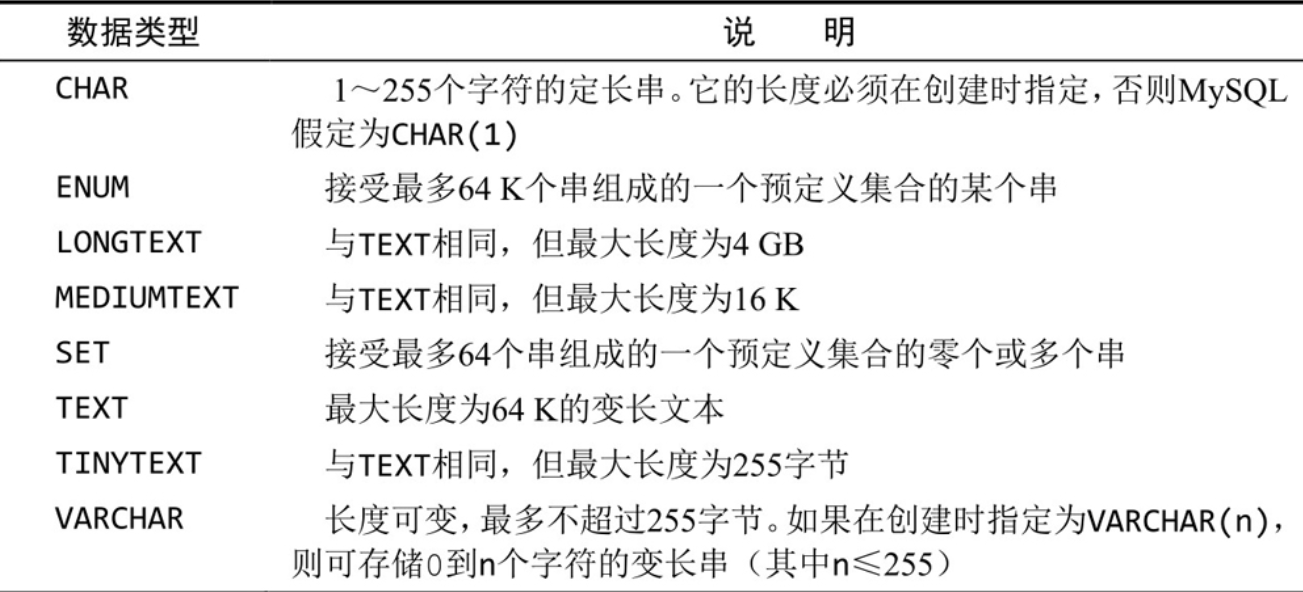 数据类型 说 明
CHAR 1～255个字符的定长串。它的长度必须在创建时指定，否则MySQL
假定为CHAR(1)
ENUM 接受最多64 K个串组成的一个预定义集合的某个串
LONGTEXT 与TEXT相同，但最大长度为4 GB
MEDIUMTEXT 与TEXT相同，但最大长度为16 K
SET 接受最多64个串组成的一个预定义集合的零个或多个串
TEXT 最大长度为64 K的变长文本
TINYTEXT 与TEXT相同，但最大长度为255字节
VARCHAR 长度可变，最多不超过255字节。如果在创建时指定为VARCHAR(n)，
则可存储0到n个字符的变长串（其中n≤255）